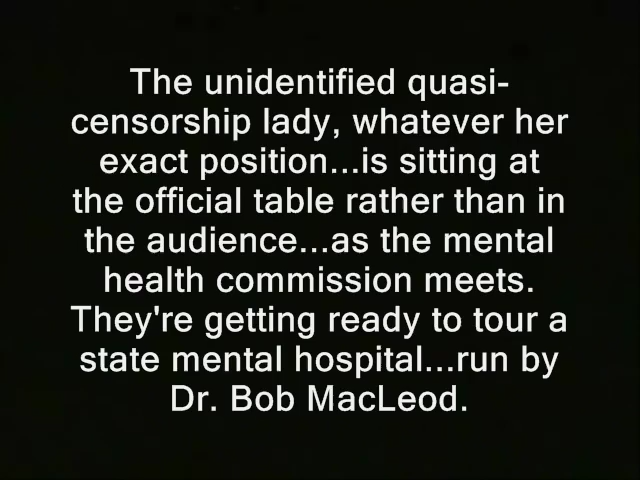 The unidentified quasi-
censorship lady, whatever her
exact position...is sitting at
the official table rather than in
the audience...as the mental
health commission meets.
They're getting ready to tour a
state mental hospital...run by
Dr. Bob MacLeod.